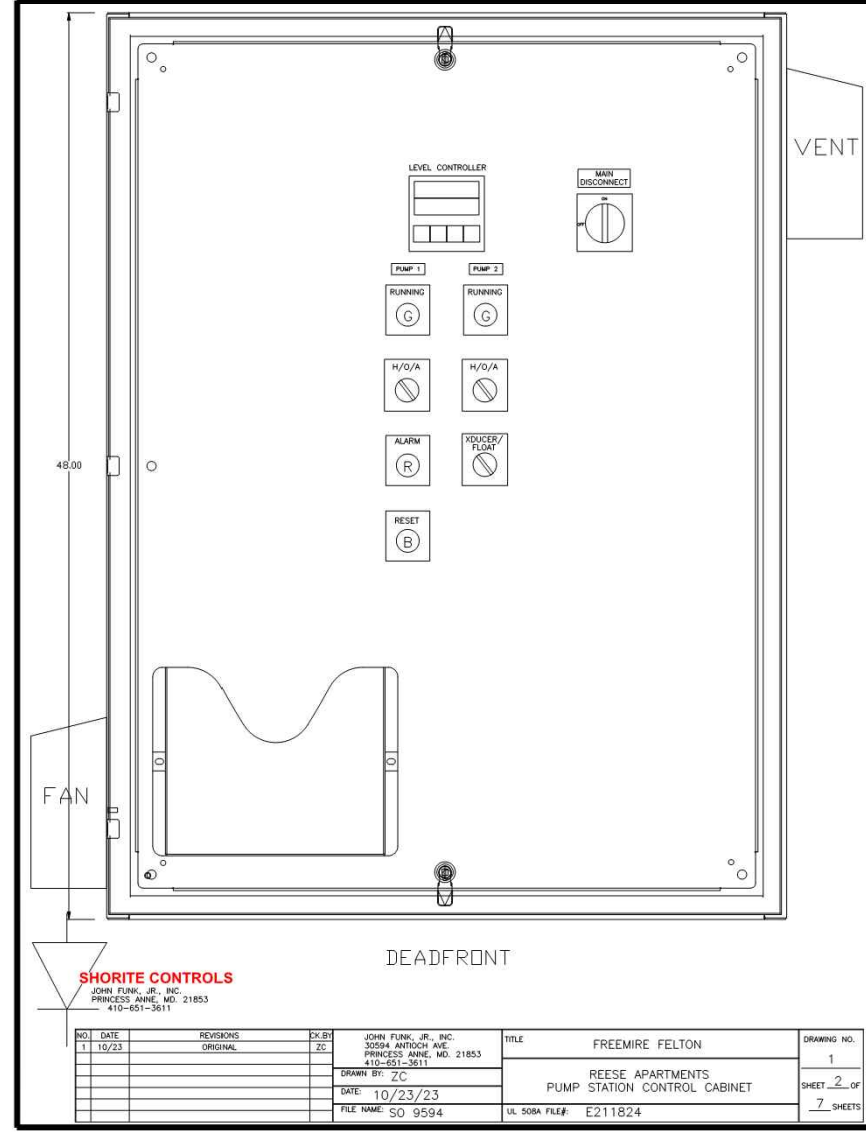 VENT
LEVEL CONTROLLER
MAIN
DISCONNECT
ON
OFF
PUMP 1
PUMP 2
RUNNING
G
RUNNING
G
H/O/A
H/O/A
ALARM
R
XDUCER/
FLOAT
RESET
B
48.00
FAN
DEADFRONT
SHORITE CONTROLS
JOHN FUNK, JR., INC.
PRINCESS ANNE, MD. 21853
410-651-3611
NO. DATE REVISIONS CK.BY
1 10/23 ORIGINAL ZC
JOHN FUNK, JR., INC.
30594 ANTIOCH AVE.
PRINCESS ANNE, MD. 21853
410-651-3611
DRAWN BY: ZC
DATE: 10/23/23
FILE NAME: SO 9594
TITLE FREEMIRE FELTON
REESE APARTMENTS
PUMP STATION CONTROL CABINET
UL 508A FILE#: E211824
DRAWING NO.
1
SHEET 2 OF
7 SHEETS